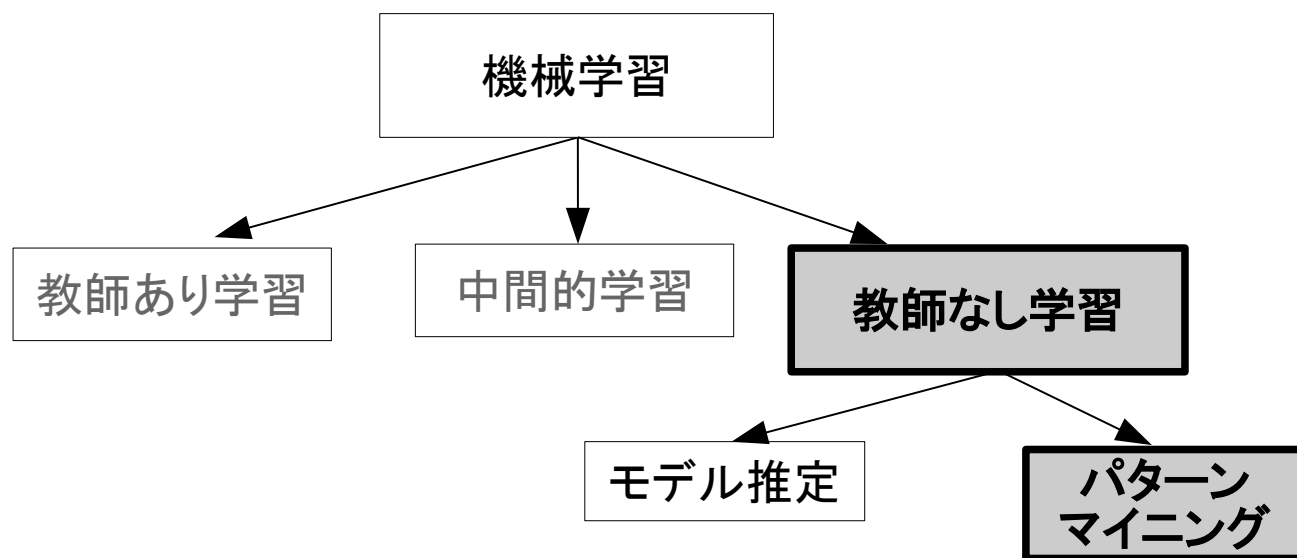 機械学習
教師あり学習
中間的学習
教師なし学習
モデル推定
パターン
マイニング